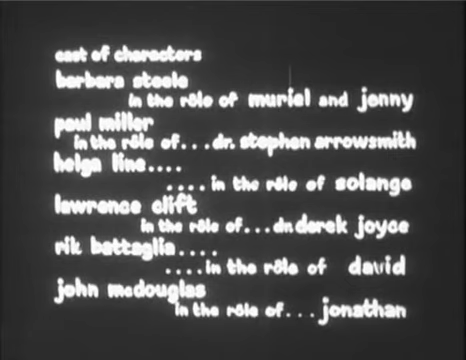 cast of characters
barbara steele
in the rôle of muriel and jenny
paul miller
in the rôle of...dr. stephen arrowsmith
helga line....
....in the rôle of solange
lawrence clift
in the rôle of...dr. derek joyce
rik battaglia....
....in the rôle of david
john mcdouglas
in the rôle of...jonathan